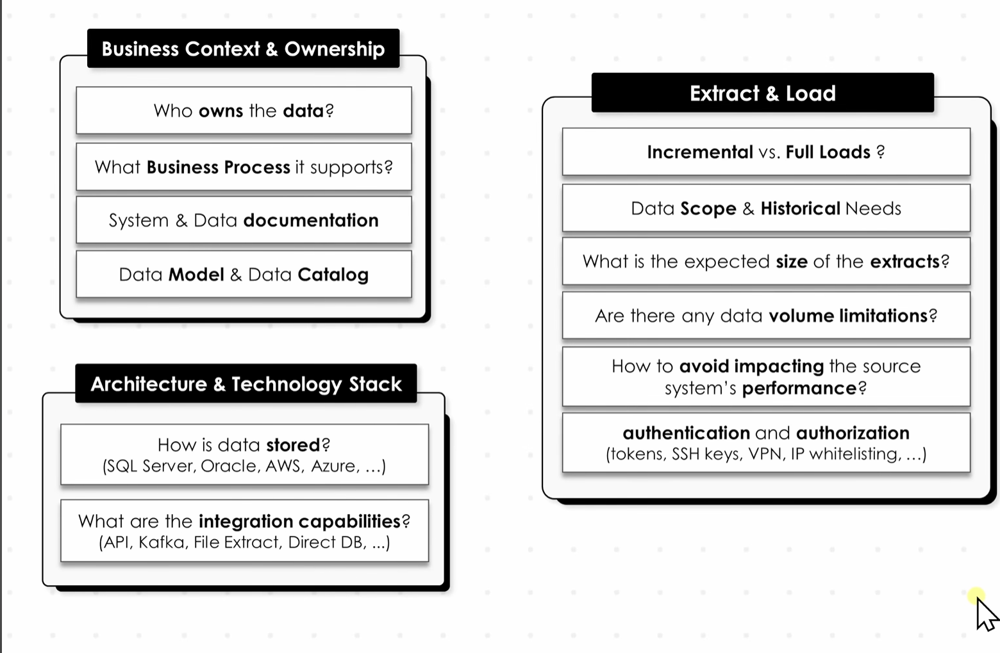 Business Context & Ownership
Who owns the data?
What Business Process it supports?
System & Data documentation
Data Model & Data Catalog
Architecture & Technology Stack
How is data stored?
(SQL Server, Oracle, AWS, Azure, ...)
What are the integration capabilities?
(API, Kafka, File Extract, Direct DB, ...)
Extract & Load
Incremental vs. Full Loads ?
Data Scope & Historical Needs
What is the expected size of the extracts?
Are there any data volume limitations?
How to avoid impacting the source
system's performance?
authentication and authorization
(tokens, SSH keys, VPN, IP whitelisting, ...)